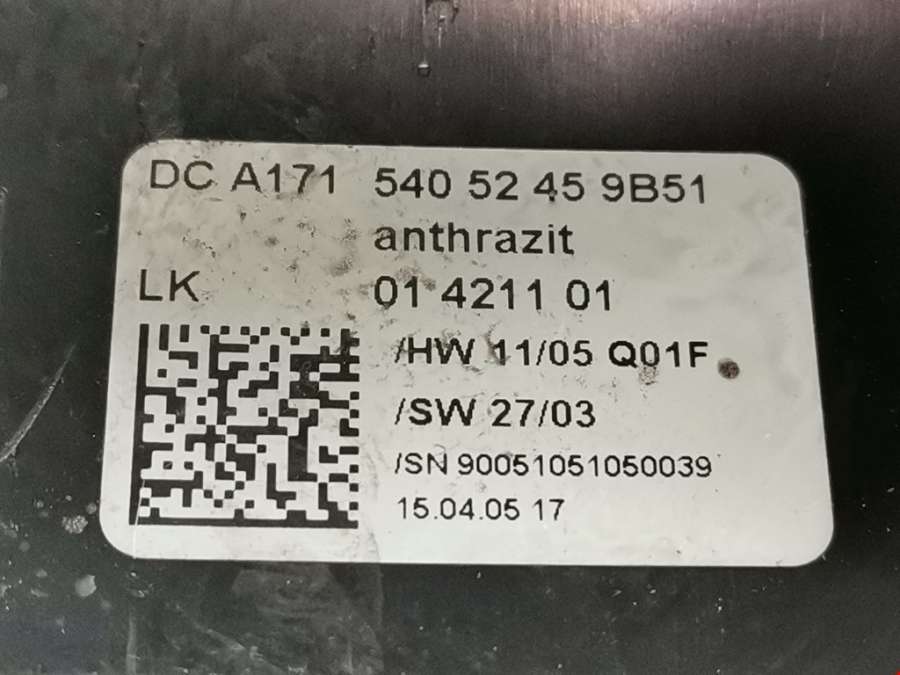 DC A171 540 52 45 9B51
anthrazit
LK 01 4211 01
/HW 11/05 Q01F
/SW 27/03
/SN 90051051050039
15.04.05 17